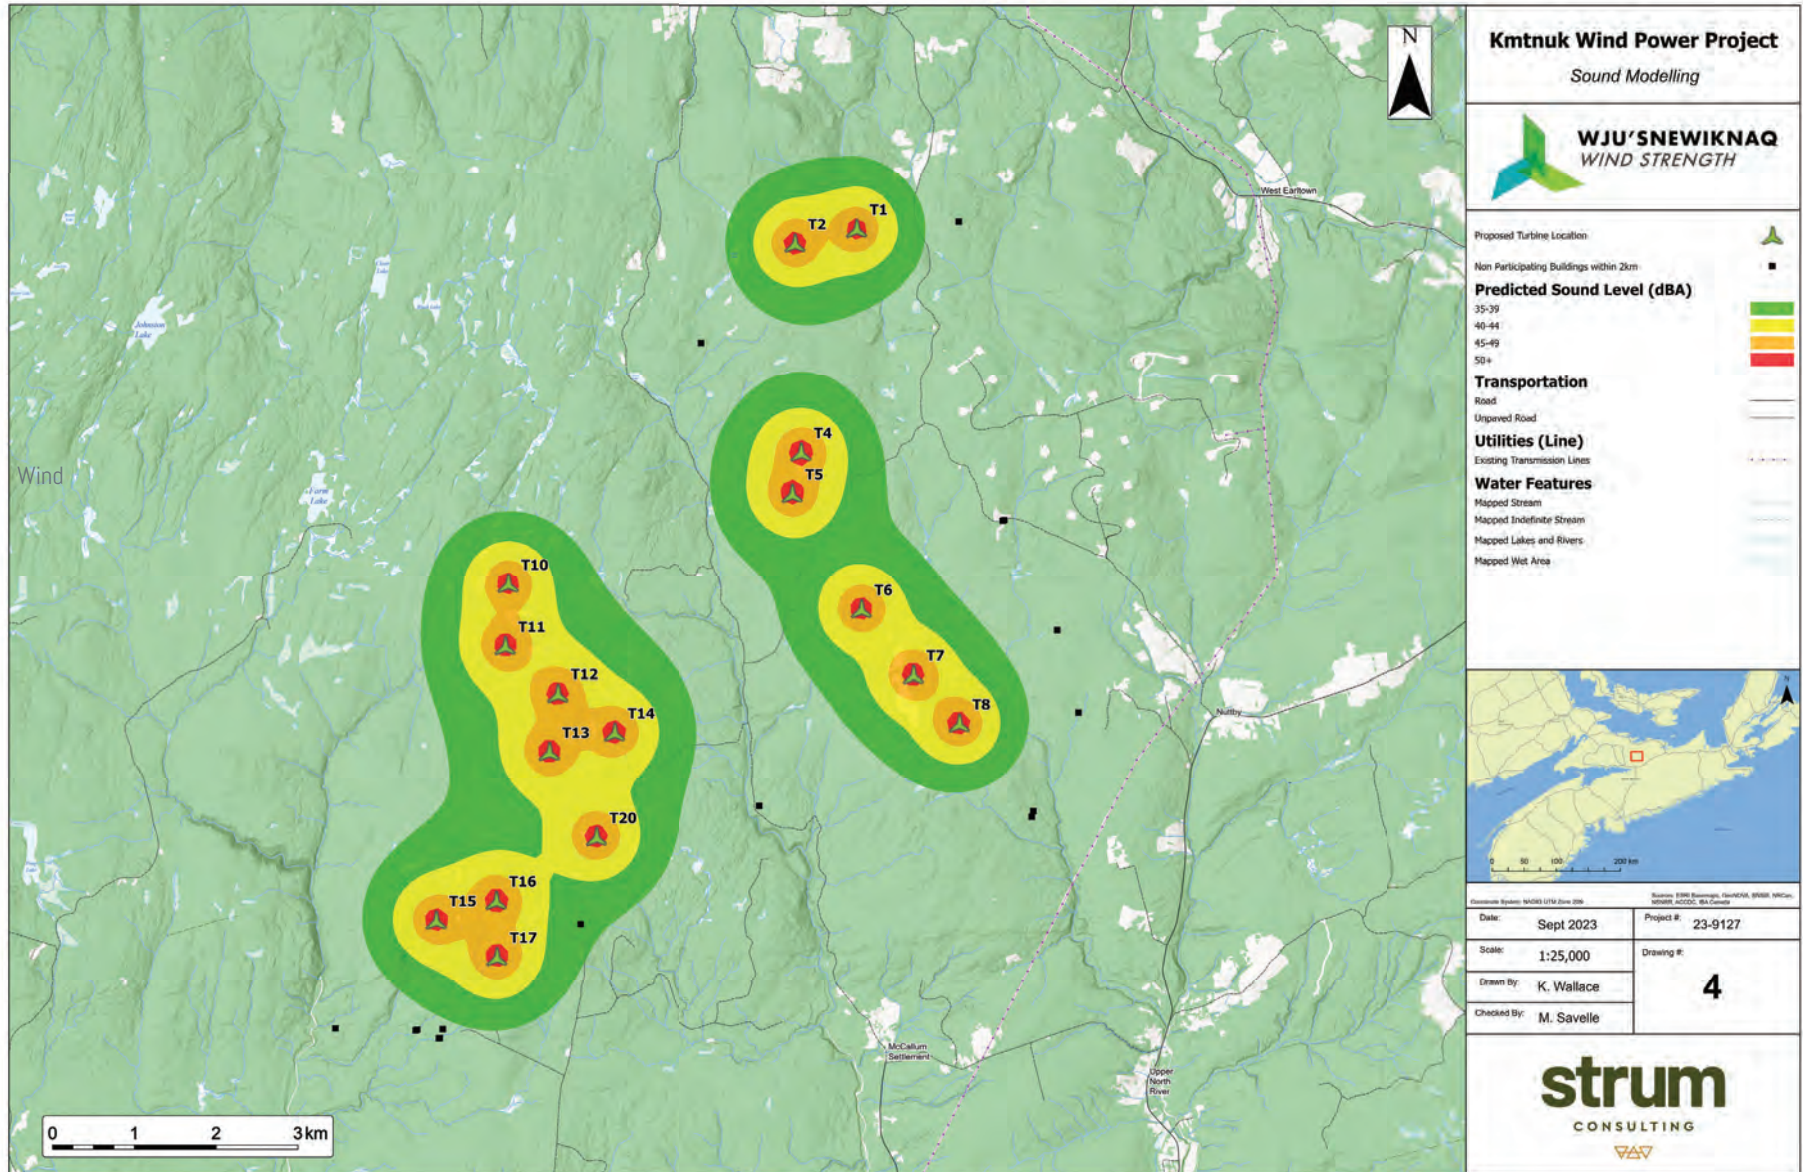 N
T1
T2
West Earltown
Johnston
Lake
T4
T5
Wind
Farm
Lake
T10
T6
T11
T7
T12
T8
T14
T13
Nuttby
T20
T16
T15
T17
McCallum
Settlement
Upper
North
River
0 1 2 3 km
Kmtnuk Wind Power Project
Sound Modelling
WJU'SNEWIKNAQ
WIND STRENGTH
Proposed Turbine Location
Non Participating Buildings within 2km
Predicted Sound Level (dBA)
35-39
40-44
45-49
50+
Transportation
Road
Unpaved Road
Utilities (Line)
Existing Transmission Lines
Water Features
Mapped Stream
Mapped Indefinite Stream
Mapped Lakes and Rivers
Mapped Wet Area
N
0 50 100 200 km
Date: Sept 2023
Project #: 23-9127
Scale: 1:25,000
Drawing #:
4
Drawn By: K. Wallace
Checked By: M. Savelle
strum
CONSULTING